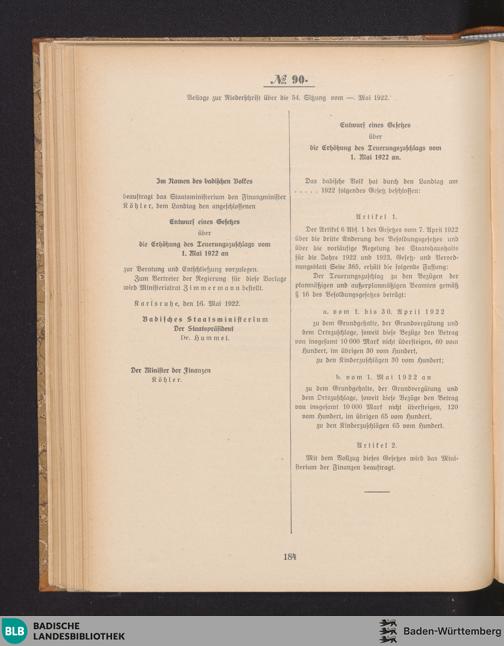 № 90.
Beilage zur Niederschrift über die 54. Sitzung vom —. Mai 1922.
Im Namen des badischen Volkes
beauftragt das Staatsministerium den Finanzminister
Köhler, dem Landtag den angeschlossenen
Entwurf eines Gesetzes
über
die Erhöhung des Teuerungszuschlags vom
1. Mai 1922 an
zur Beratung und Entschließung vorzulegen.
Zum Vertreter der Regierung für diese Vorlage
wird Ministerialrat Zimmermann bestellt.
Karlsruhe, den 16. Mai 1922.
Badisches Staatsministerium
Der Staatspräsident
Dr. Hummel.
Der Minister der Finanzen
Köhler.
Entwurf eines Gesetzes
über
die Erhöhung des Teuerungszuschlags vom
1. Mai 1922 an.
Das badische Volk hat durch den Landtag am
. . . . . 1922 folgendes Gesetz beschlossen:
Artikel 1.
Der Artikel 6 Abs. 1 des Gesetzes vom 7. April 1922
über die dritte Änderung des Besoldungsgesetzes und
über die vorläufige Regelung des Staatshaushalts
für die Jahre 1922 und 1923, Gesetz- und Verord-
nungsblatt Seite 385, erhält die folgende Fassung:
Der Teuerungszuschlag zu den Bezügen der
planmäßigen und außerplanmäßigen Beamten gemäß
§ 16 des Besoldungsgesetzes beträgt:
a. vom 1. bis 30. April 1922
zu dem Grundgehalte, der Grundvergütung und
dem Ortszuschlage, soweit diese Bezüge den Betrag
von insgesamt 10 000 Mark nicht übersteigen, 60 vom
Hundert, im übrigen 30 vom Hundert,
zu den Kinderzuschlägen 30 vom Hundert;
b. vom 1. Mai 1922 an
zu dem Grundgehalte, der Grundvergütung und
dem Ortszuschlage, soweit diese Bezüge den Betrag
von insgesamt 10 000 Mark nicht übersteigen, 120
vom Hundert, im übrigen 65 vom Hundert,
zu den Kinderzuschlägen 65 vom Hundert.
Artikel 2.
Mit dem Vollzug dieses Gesetzes wird das Mini-
sterium der Finanzen beauftragt.
184
BLB
BADISCHE
LANDESBIBLIOTHEK
Baden-Württemberg